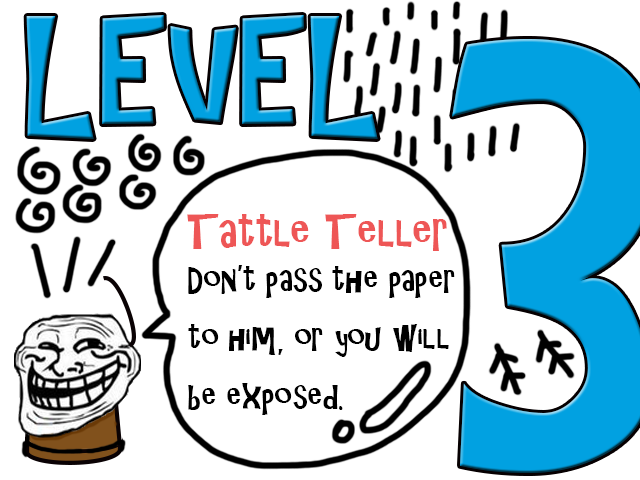 LEVEL 3
Tattle Teller
Don't pass the paper
to HiM, or you Will
be eXposed.